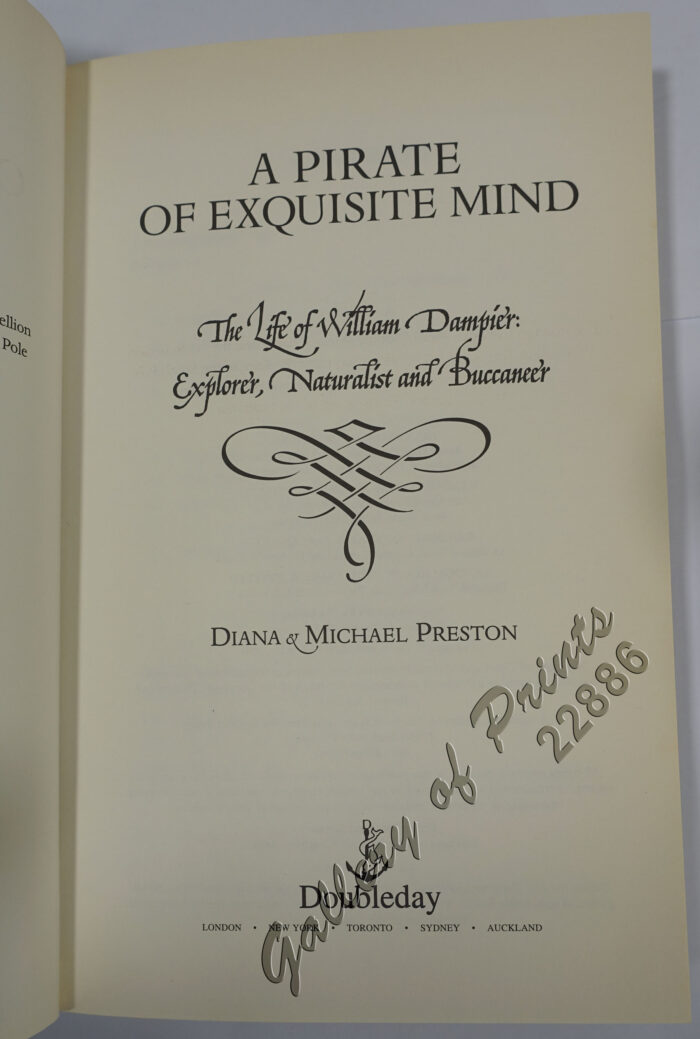 ellion
Pole
A PIRATE
OF EXQUISITE MIND
The Life of William Dampier:
Explorer, Naturalist and Buccaneer
DIANA & MICHAEL PRESTON
Doubleday
LONDON • NEW YORK • TORONTO • SYDNEY • AUCKLAND
Gallery of Prints
22886